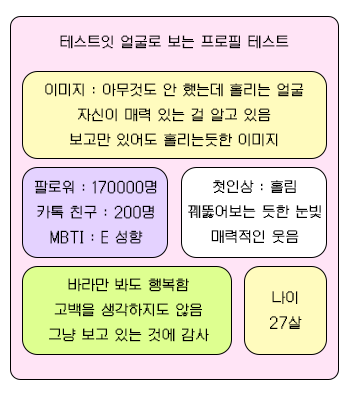 테스트잇 얼굴로 보는 프로필 테스트
이미지 : 아무것도 안 했는데 홀리는 얼굴
자신이 매력 있는 걸 알고 있음
보고만 있어도 홀리는듯한 이미지
팔로워 : 170000명
카톡 친구 : 200명
MBTI : E 성향
첫인상 : 홀림
꿰뚫어보는 듯한 눈빛
매력적인 웃음
바라만 봐도 행복함
고백을 생각하지도 않음
그냥 보고 있는 것에 감사
나이
27살